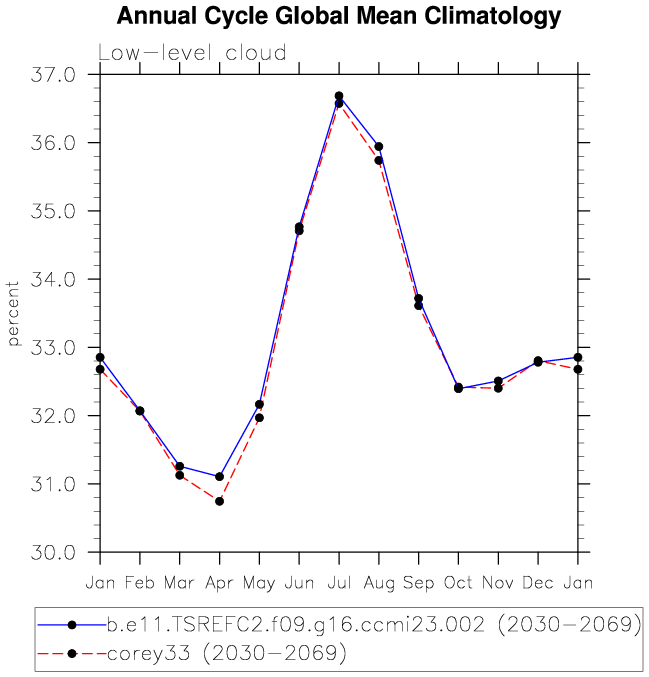 Annual Cycle Global Mean Climatology
Low-level cloud
37.0
36.0
35.0
34.0
33.0
32.0
31.0
30.0
percent
Jan Feb Mar Apr May Jun Jul Aug Sep Oct Nov Dec Jan
b.e11.TSREFC2.f09.g16.ccmi23.002 (2030-2069)
corey33 (2030-2069)